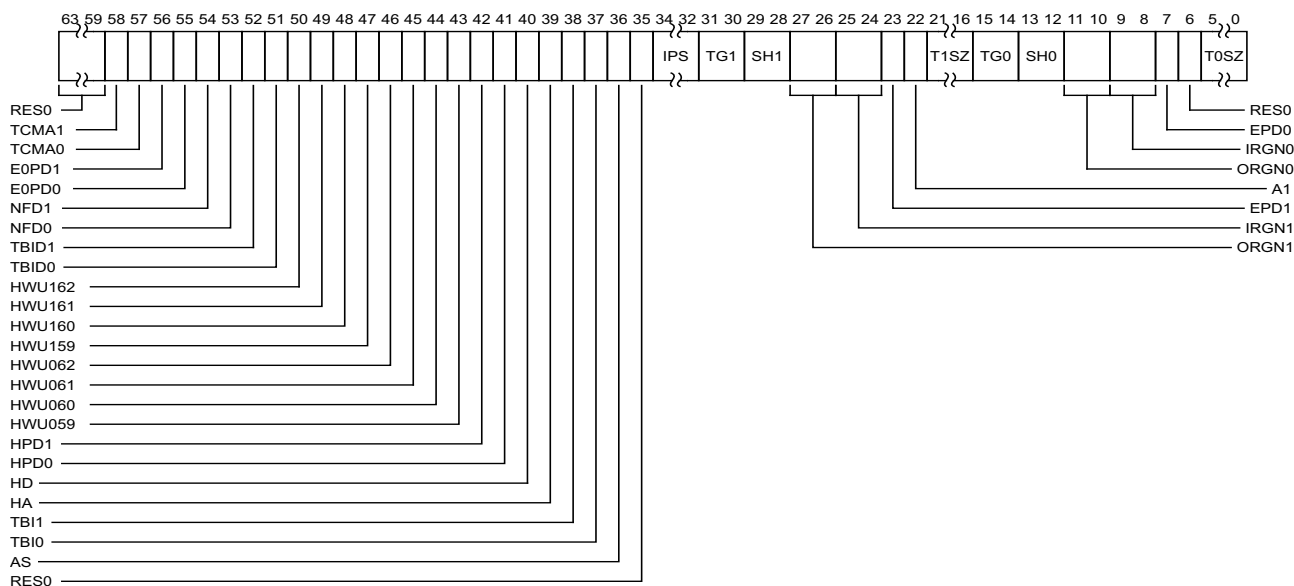 63 59 58 57 56 55 54 53 52 51 50 49 48 47 46 45 44 43 42 41 40 39 38 37 36 35 34 32 31 30 29 28 27 26 25 24 23 22 21 16 15 14 13 12 11 10 9 8 7 6 5 0
IPS TG1 SH1 T1SZ TG0 SH0 T0SZ
RES0 RES0
TCMA1 EPD0
TCMA0 IRGN0
E0PD1 ORGN0
E0PD0 A1
NFD1 EPD1
NFD0 IRGN1
TBID1 ORGN1
TBID0
HWU162
HWU161
HWU160
HWU159
HWU062
HWU061
HWU060
HWU059
HPD1
HPD0
HD
HA
TBI1
TBI0
AS
RES0